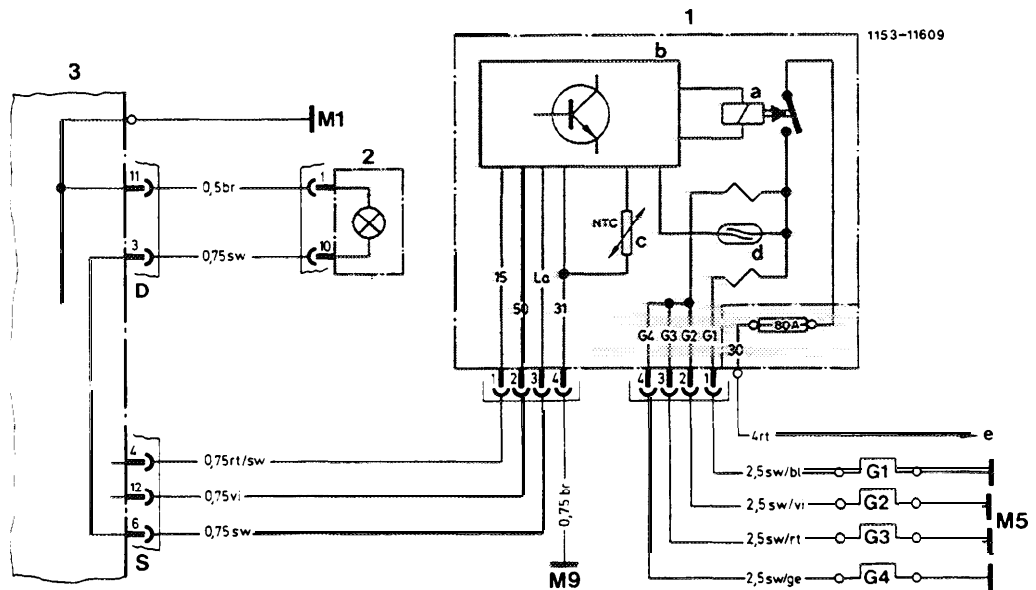 1
1153-11609
3
b
a
M1
2
11
0,5 br
1
NTC
c
d
3
0,75 sw
10
D
15
La
50
31
G4 G3 G2 G1
80A
30
1 2 3 4
4 3 2 1
4rt
e
4
0,75 rt/sw
2,5 sw/bl
G1
12
0,75 vi
2,5 sw/vi
G2
M5
6
0,75 sw
0,75 br
2,5 sw/rt
G3
S
M9
2,5 sw/ge
G4